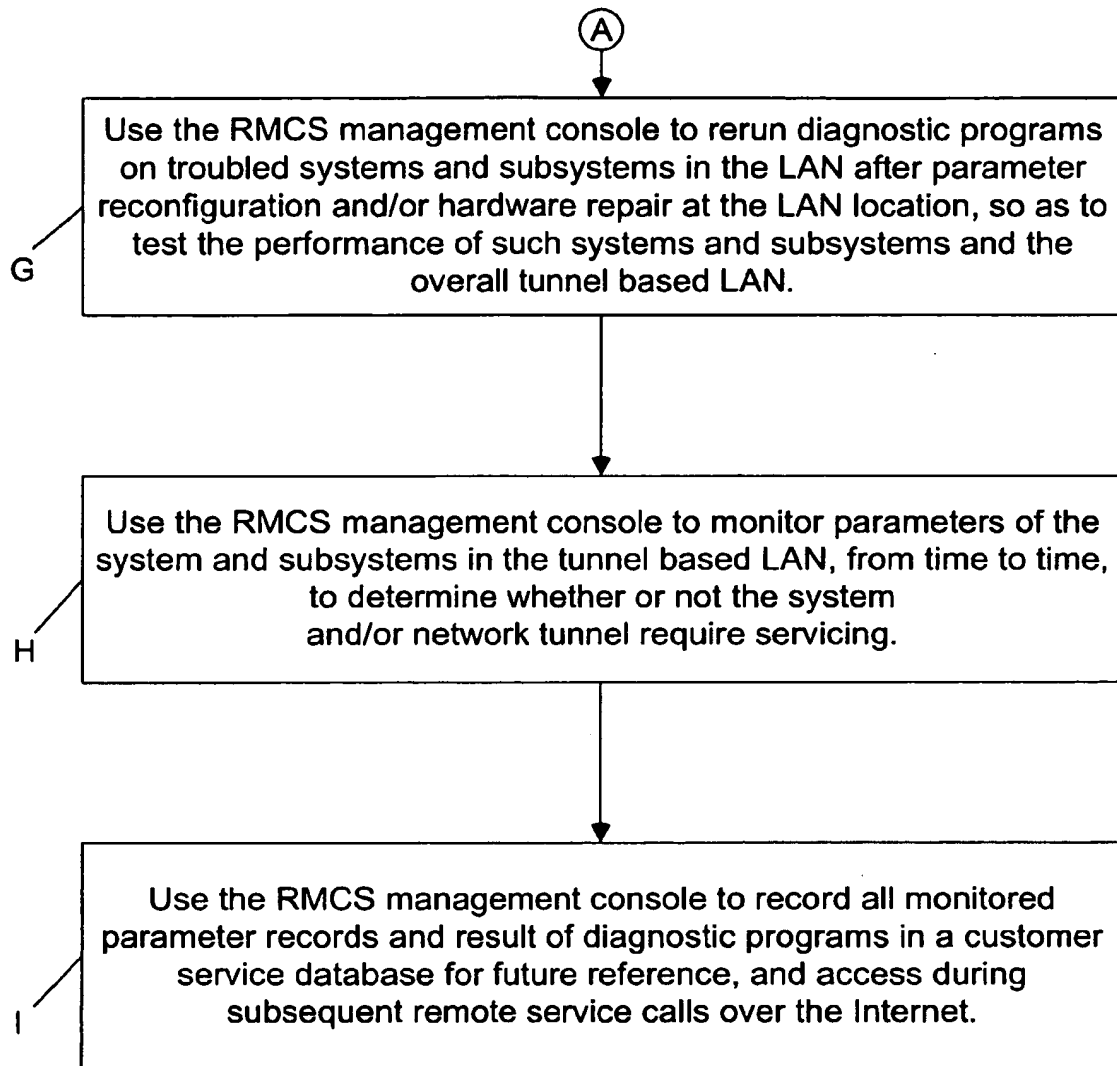 A
Use the RMCS management console to rerun diagnostic programs
on troubled systems and subsystems in the LAN after parameter
reconfiguration and/or hardware repair at the LAN location, so as to
test the performance of such systems and subsystems and the
overall tunnel based LAN.
G
Use the RMCS management console to monitor parameters of the
system and subsystems in the tunnel based LAN, from time to time,
to determine whether or not the system
and/or network tunnel require servicing.
H
Use the RMCS management console to record all monitored
parameter records and result of diagnostic programs in a customer
service database for future reference, and access during
subsequent remote service calls over the Internet.
I